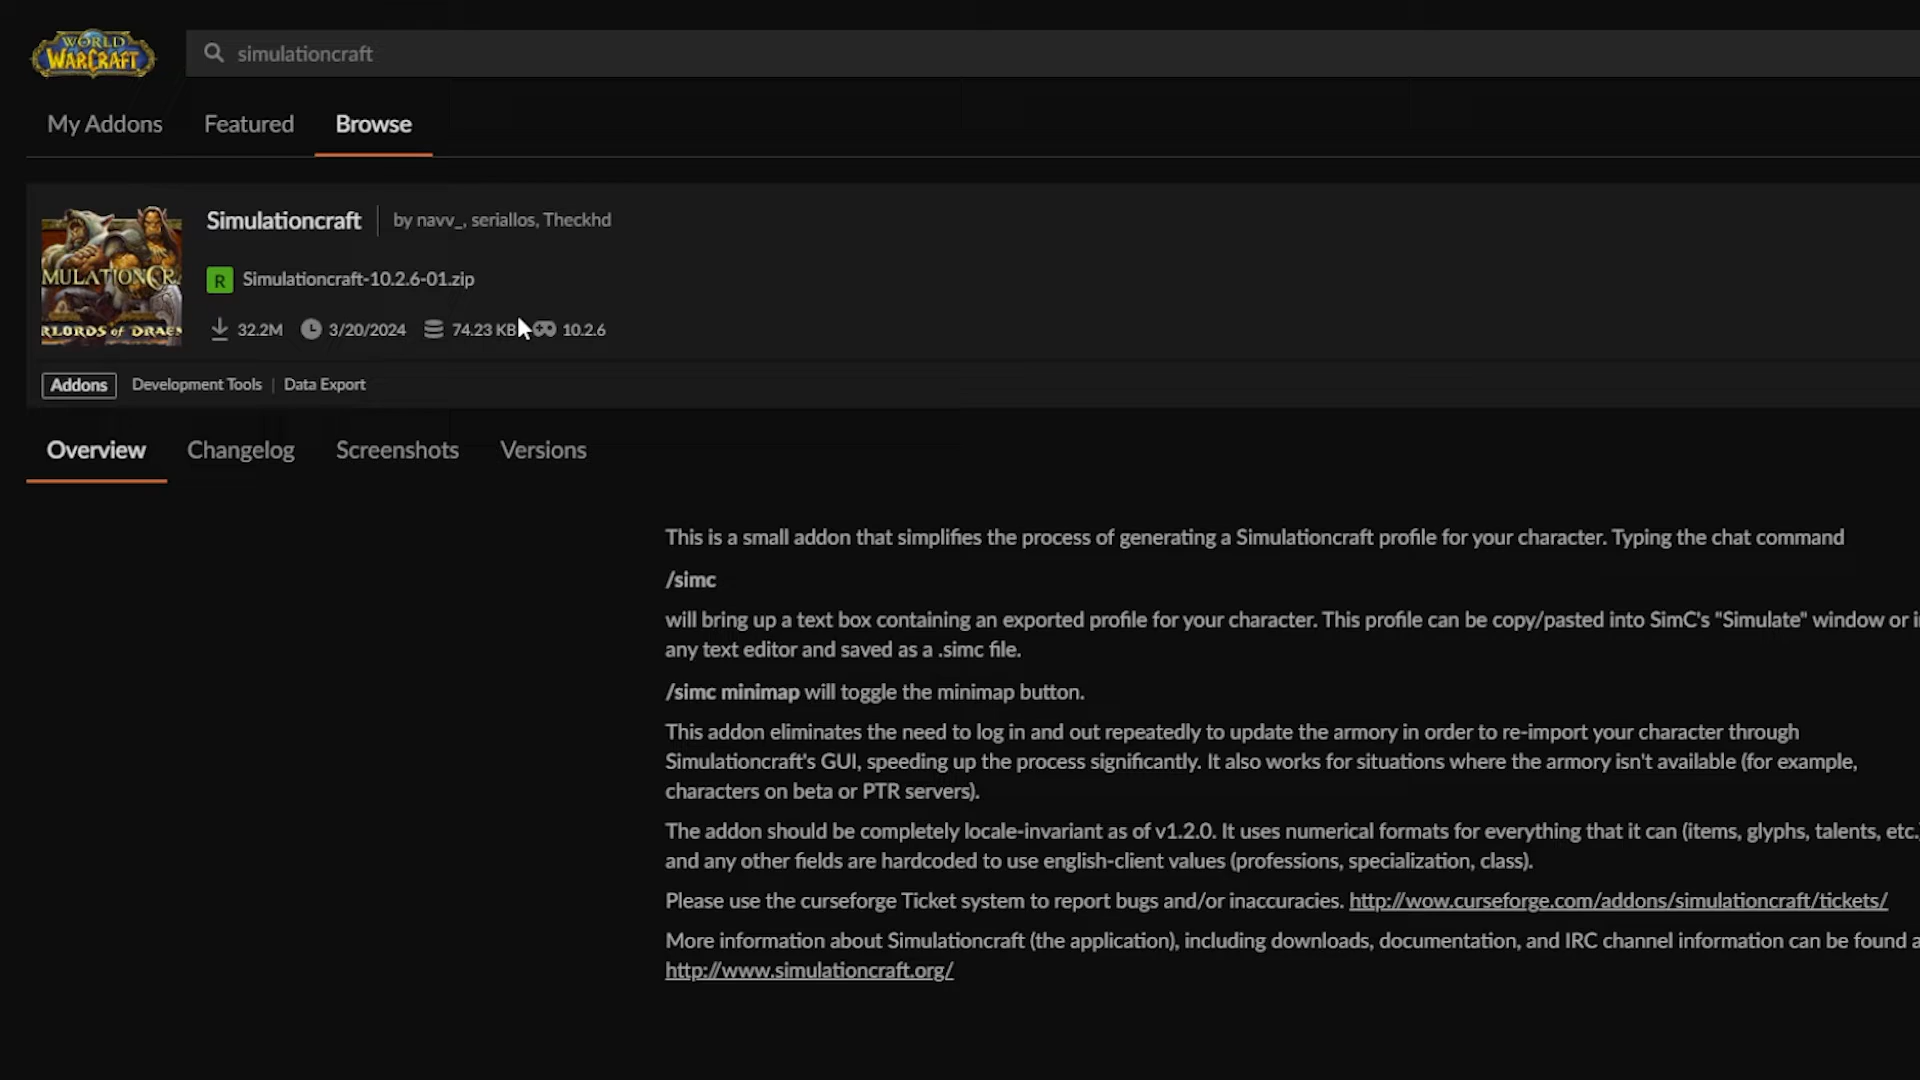 WORLD
WARCRAFT
simulationcraft
My Addons Featured Browse
Simulationcraft by navv_, seriallos, Theckhd
MULATIONCR
RLORDS of DRAE
R Simulationcraft-10.2.6-01.zip
32.2M 3/20/2024 74.23 KB 10.2.6
Addons Development Tools | Data Export
Overview Changelog Screenshots Versions
This is a small addon that simplifies the process of generating a Simulationcraft profile for your character. Typing the chat command
/simc
will bring up a text box containing an exported profile for your character. This profile can be copy/pasted into SimC's "Simulate" window or i
any text editor and saved as a .simc file.
/simc minimap will toggle the minimap button.
This addon eliminates the need to log in and out repeatedly to update the armory in order to re-import your character through
Simulationcraft's GUI, speeding up the process significantly. It also works for situations where the armory isn't available (for example,
characters on beta or PTR servers).
The addon should be completely locale-invariant as of v1.2.0. It uses numerical formats for everything that it can (items, glyphs, talents, etc.
and any other fields are hardcoded to use english-client values (professions, specialization, class).
Please use the curseforge Ticket system to report bugs and/or inaccuracies. http://wow.curseforge.com/addons/simulationcraft/tickets/
More information about Simulationcraft (the application), including downloads, documentation, and IRC channel information can be found a
http://www.simulationcraft.org/